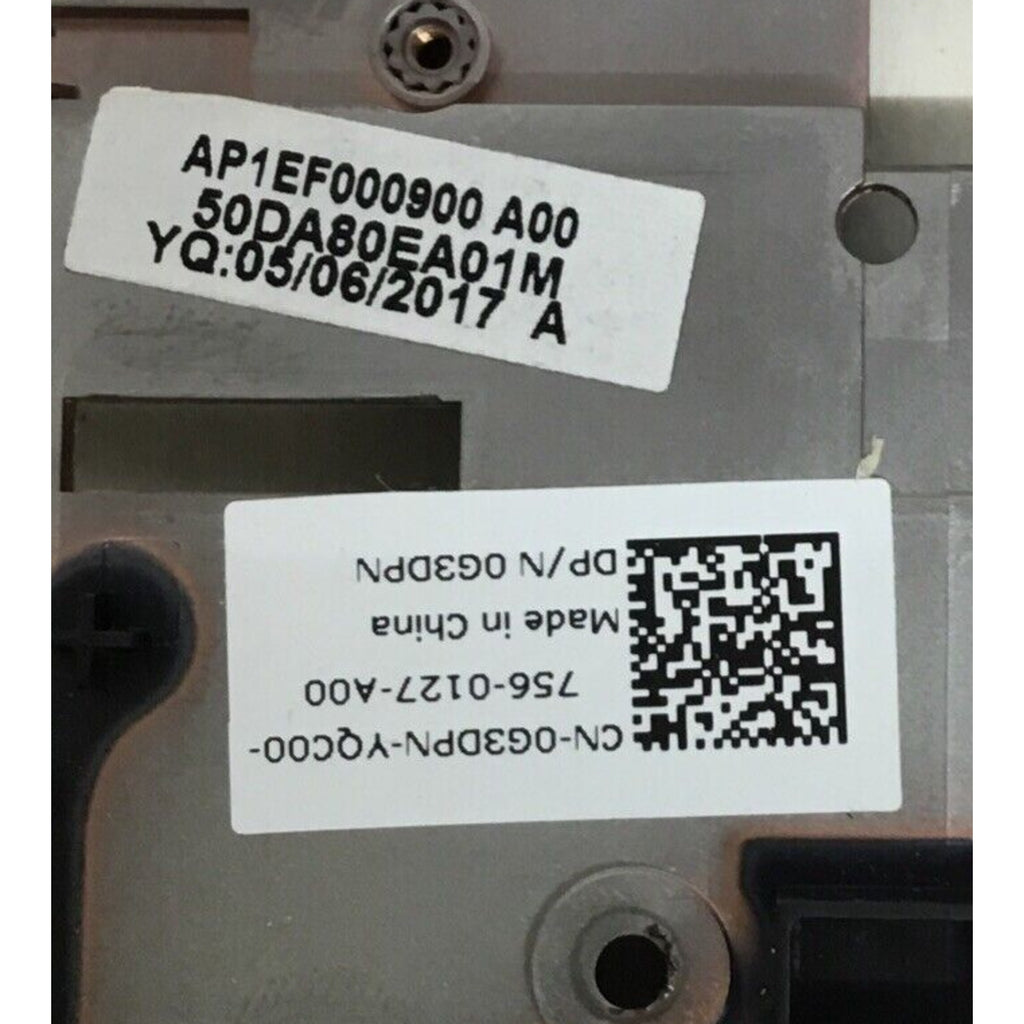 AP1EF000900 A00
50DA80EA01M
YQ:05/06/2017 A
CN-0G3DPN-YQC00-
756-0127-A00
Made in China
DP/N 0G3DPN